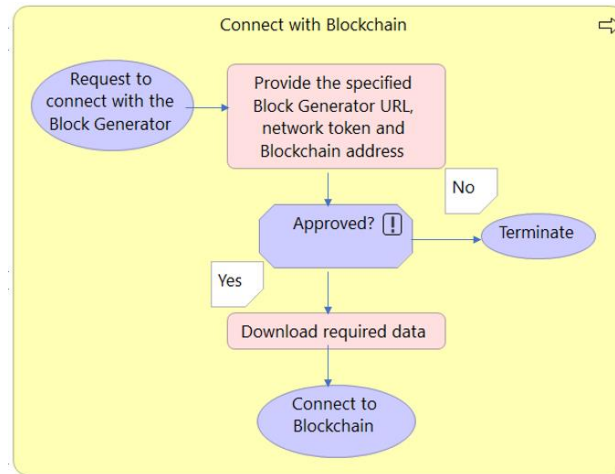 Connect with Blockchain
Request to
connect with the
Block Generator
Provide the specified
Block Generator URL,
network token and
Blockchain address
No
Approved?
Terminate
Yes
Download required data
Connect to
Blockchain